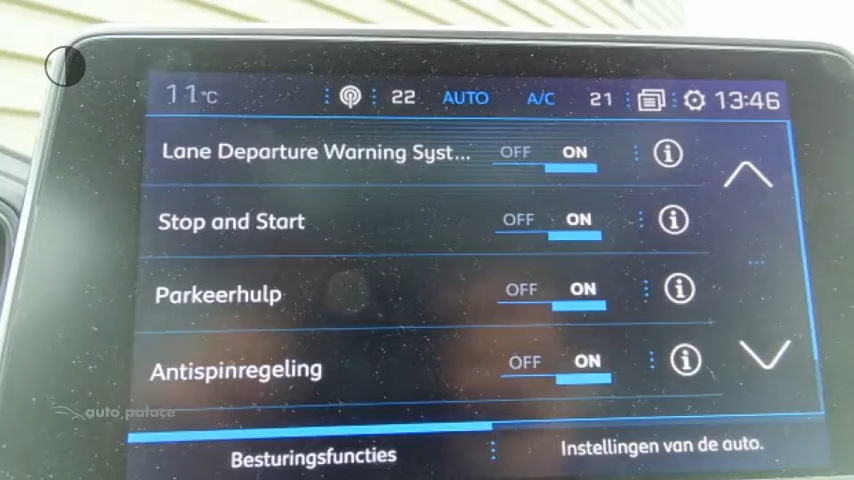 11°C 22 AUTO A/C 21 13:46
Lane Departure Warning Syst... OFF ON
Stop and Start OFF ON
Parkeerhulp OFF ON
Antispinregeling OFF ON
auto palace
Besturingsfuncties Instellingen van de auto.